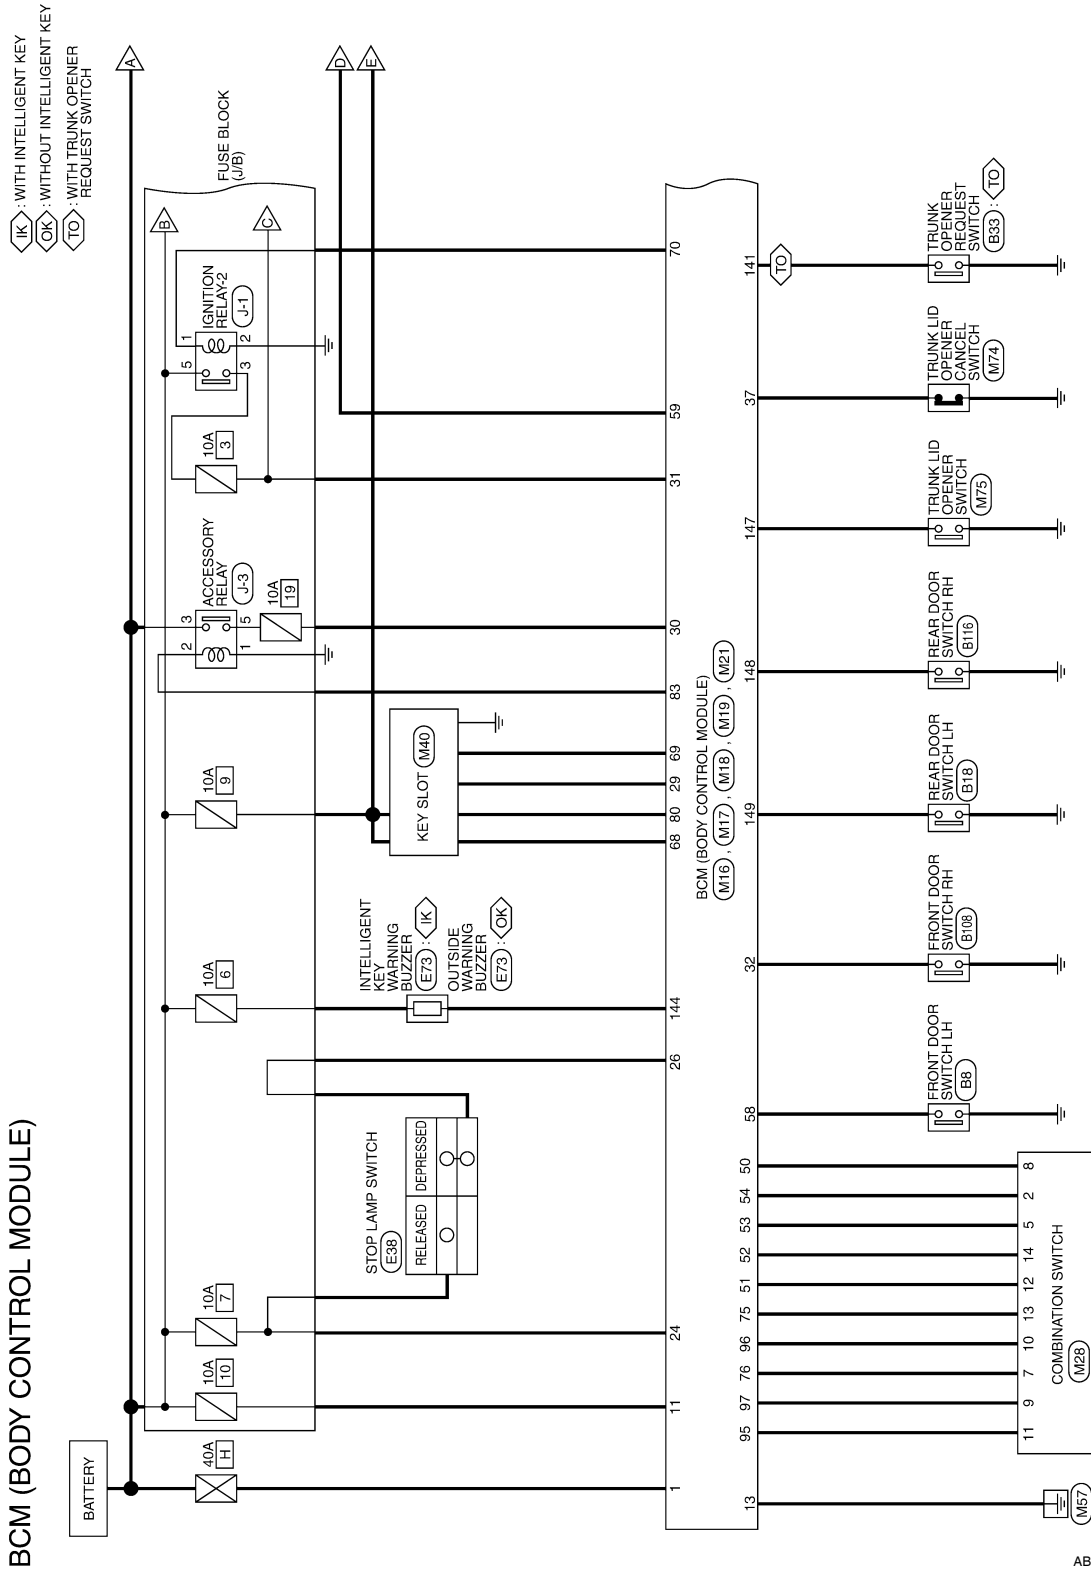 BCM (BODY CONTROL MODULE)
IK : WITH INTELLIGENT KEY
OK : WITHOUT INTELLIGENT KEY
TO : WITH TRUNK OPENER
REQUEST SWITCH
BATTERY
A
D
E
FUSE BLOCK
(J/B)
B
C
40A
H
10A
10
10A
7
10A
6
10A
9
ACCESSORY
RELAY
J-3
2
3
1
5
10A
19
10A
3
IGNITION
RELAY-2
J-1
5
1
3
2
STOP LAMP SWITCH
E38
RELEASED
DEPRESSED
INTELLIGENT
KEY
WARNING
BUZZER
E73 : IK
OUTSIDE
WARNING
BUZZER
E73 : OK
KEY SLOT
M40
1
11
24
26
144
68
80
29
69
83
30
31
59
70
BCM (BODY CONTROL MODULE)
M16 , M17 , M18 , M19 , M21
13
95
97
76
96
75
51
52
53
54
50
58
32
149
148
147
37
141
TO
M57
11
9
7
10
13
12
14
5
2
8
COMBINATION SWITCH
M28
FRONT DOOR
SWITCH LH
B8
FRONT DOOR
SWITCH RH
B108
REAR DOOR
SWITCH LH
B18
REAR DOOR
SWITCH RH
B116
TRUNK LID
OPENER
SWITCH
M75
TRUNK LID
OPENER
CANCEL
SWITCH
M74
TRUNK
OPENER
REQUEST
SWITCH
B33 : TO
AB